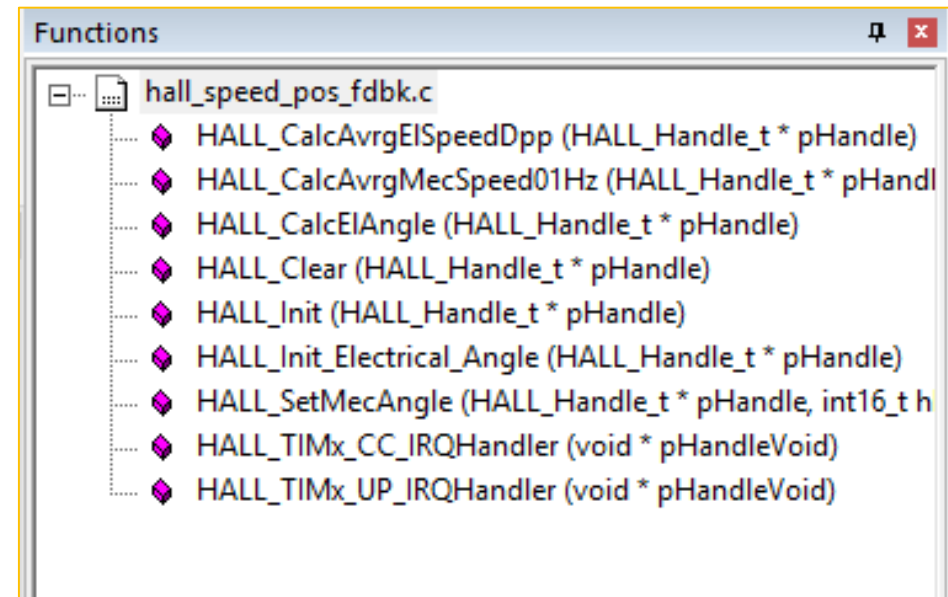 Functions
hall_speed_pos_fdbk.c
HALL_CalcAvrgElSpeedDpp (HALL_Handle_t * pHandle)
HALL_CalcAvrgMecSpeed01Hz (HALL_Handle_t * pHandl
HALL_CalcElAngle (HALL_Handle_t * pHandle)
HALL_Clear (HALL_Handle_t * pHandle)
HALL_Init (HALL_Handle_t * pHandle)
HALL_Init_Electrical_Angle (HALL_Handle_t * pHandle)
HALL_SetMecAngle (HALL_Handle_t * pHandle, int16_t h
HALL_TIMx_CC_IRQHandler (void * pHandleVoid)
HALL_TIMx_UP_IRQHandler (void * pHandleVoid)